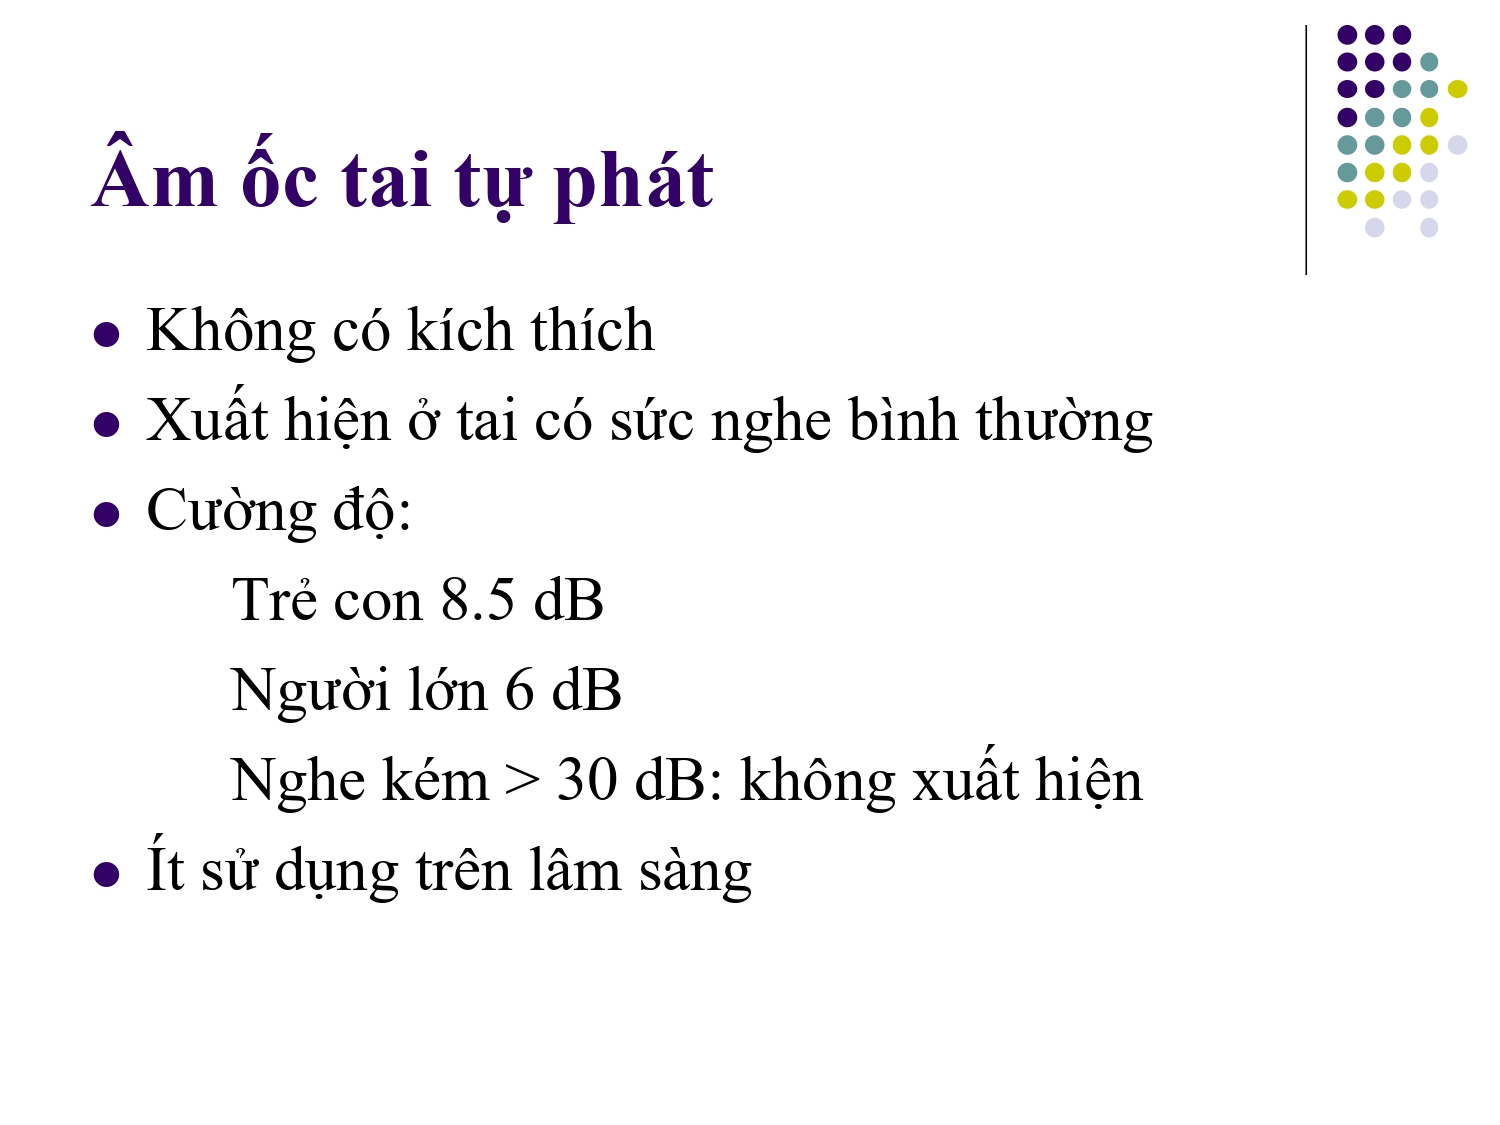 Âm ốc tai tự phát
Không có kích thích
Xuất hiện ở tai có sức nghe bình thường
Cường độ:
Trẻ con 8.5 dB
Người lớn 6 dB
Nghe kém > 30 dB: không xuất hiện
Ít sử dụng trên lâm sàng